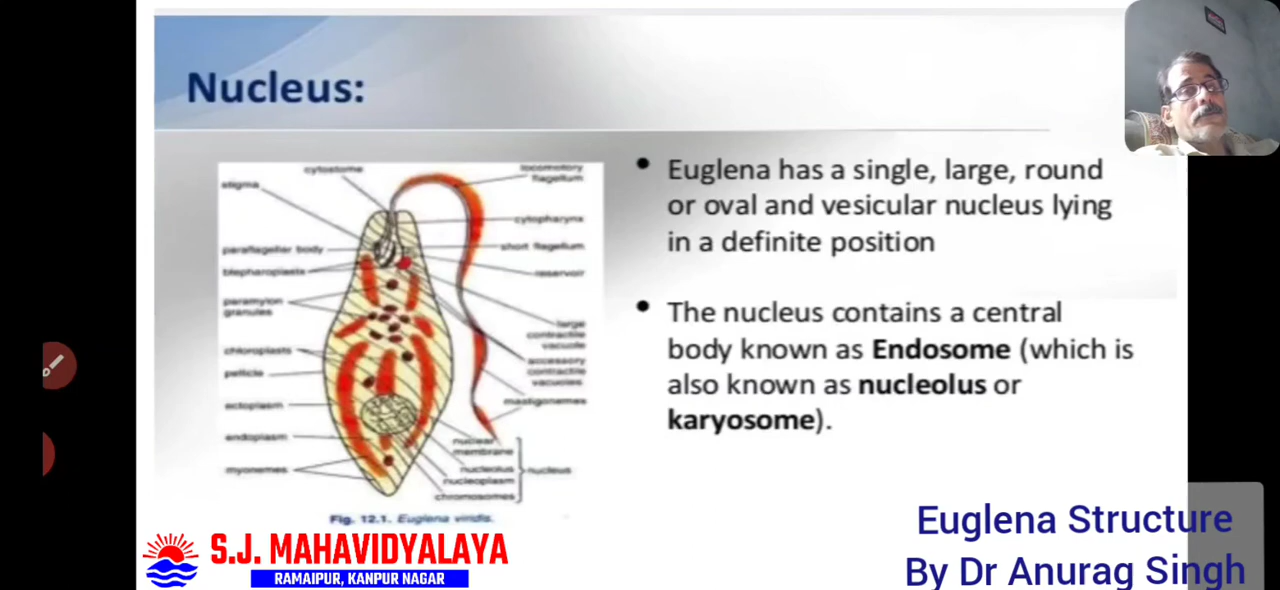 Nucleus:
cytostome
locomotory
flagellum
stigma
cytopharynx
short flagellum
paraflagellar body
blepharoplasts
reservoir
paramylon
granules
large
contractile
vacuole
chloroplasts
accessory
contractile
vacuoles
pellicle
mastigonemes
ectoplasm
endoplasm
nuclear
membrane
nucleolus
nucleus
myonemes
nucleoplasm
chromosomes
Fig. 12.1. Euglena viridis.
• Euglena has a single, large, round
or oval and vesicular nucleus lying
in a definite position
• The nucleus contains a central
body known as Endosome (which is
also known as nucleolus or
karyosome).
S.J. MAHAVIDYALAYA
RAMAIPUR, KANPUR NAGAR
Euglena Structure
By Dr Anurag Singh